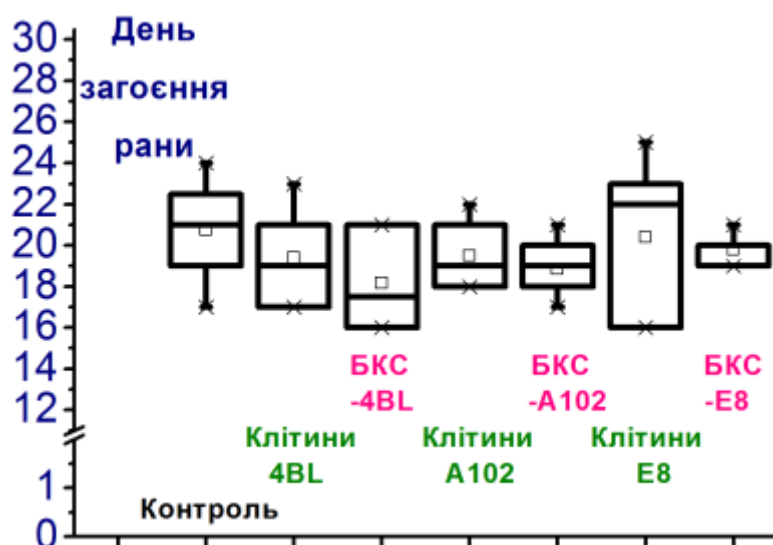 День
загоєння
рани
30
28
26
24
22
20
18
16
14
12
1
0
БКС
-4BL
БКС
-A102
БКС
-E8
Клітини
4BL
Клітини
A102
Клітини
E8
Контроль